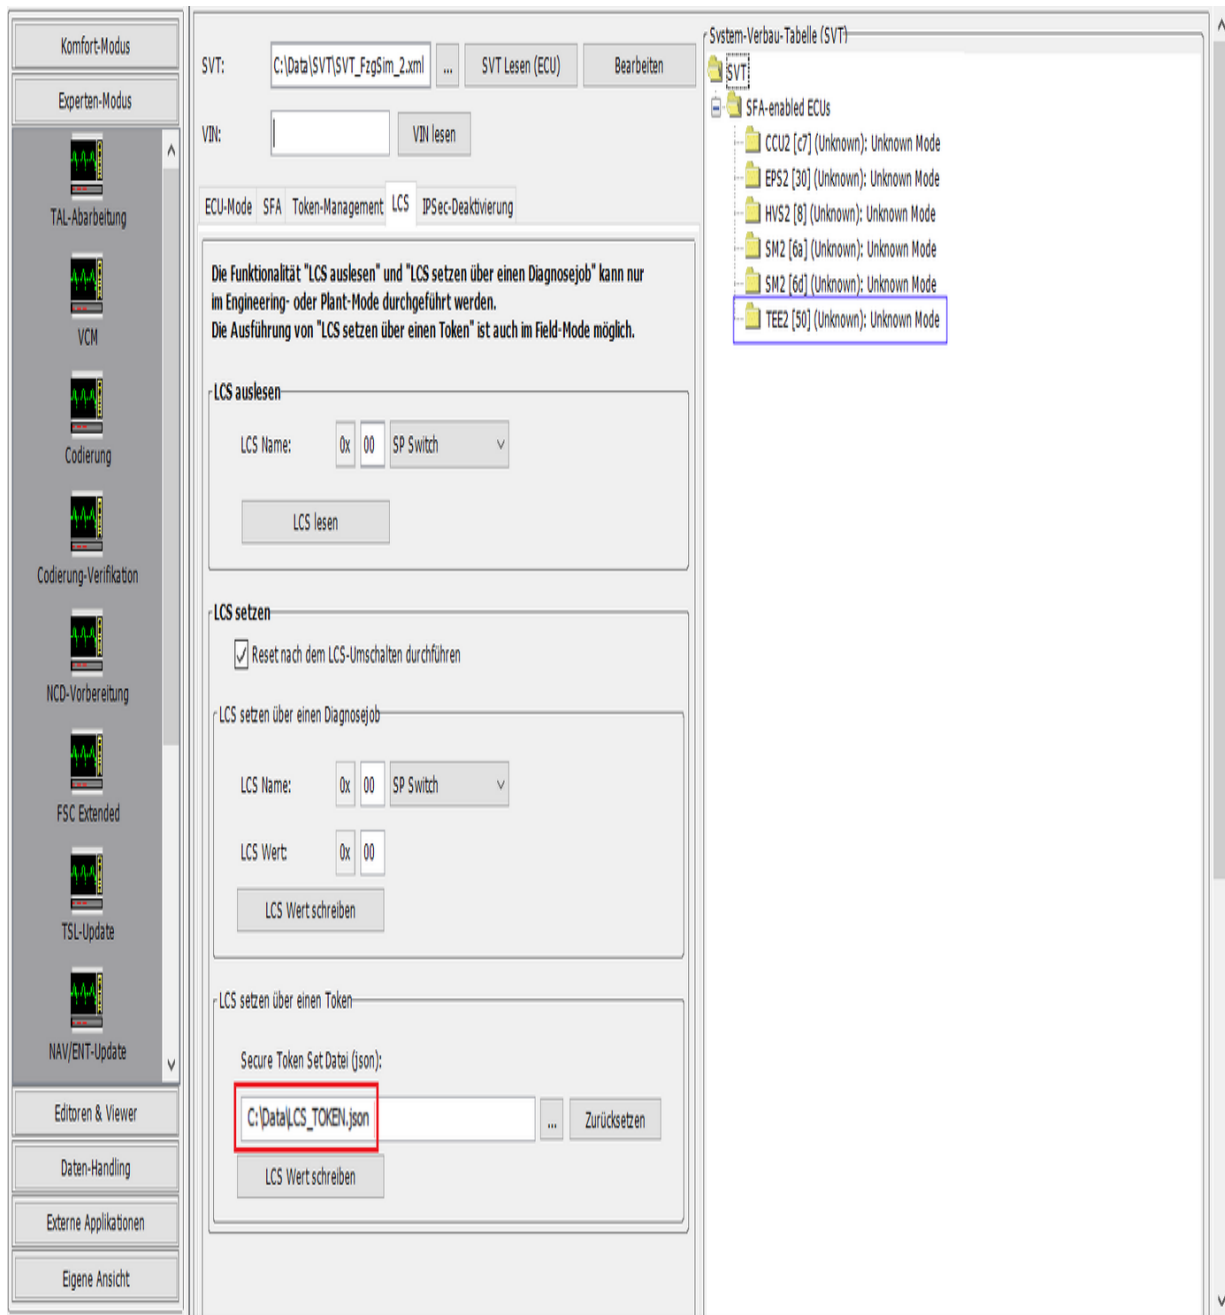 Komfort-Modus
Experten-Modus
TAL-Abarbeitung
VCM
Codierung
Codierung-Verifikation
NCD-Vorbereitung
FSC Extended
TSL-Update
NAV/ENT-Update
Editoren & Viewer
Daten-Handling
Externe Applikationen
Eigene Ansicht
SVT: C:\Data\SVT\SVT_FzgSim_2.xml ... SVT Lesen (ECU) Bearbeiten
VIN: VIN lesen
ECU-Mode SFA Token-Management LCS IPSec-Deaktivierung
Die Funktionalität "LCS auslesen" und "LCS setzen über einen Diagnosejob" kann nur
im Engineering- oder Plant-Mode durchgeführt werden.
Die Ausführung von "LCS setzen über einen Token" ist auch im Field-Mode möglich.
LCS auslesen
LCS Name: 0x 00 SP Switch
LCS lesen
LCS setzen
Reset nach dem LCS-Umschalten durchführen
LCS setzen über einen Diagnosejob
LCS Name: 0x 00 SP Switch
LCS Wert: 0x 00
LCS Wert schreiben
LCS setzen über einen Token
Secure Token Set Datei (json):
C:\Data\LCS_TOKEN.json ... Zurücksetzen
LCS Wert schreiben
System-Verbau-Tabelle (SVT)
SVT
SFA-enabled ECUs
CCU2 [c7] (Unknown): Unknown Mode
EPS2 [30] (Unknown): Unknown Mode
HVS2 [8] (Unknown): Unknown Mode
SM2 [6a] (Unknown): Unknown Mode
SM2 [6d] (Unknown): Unknown Mode
TEE2 [50] (Unknown): Unknown Mode